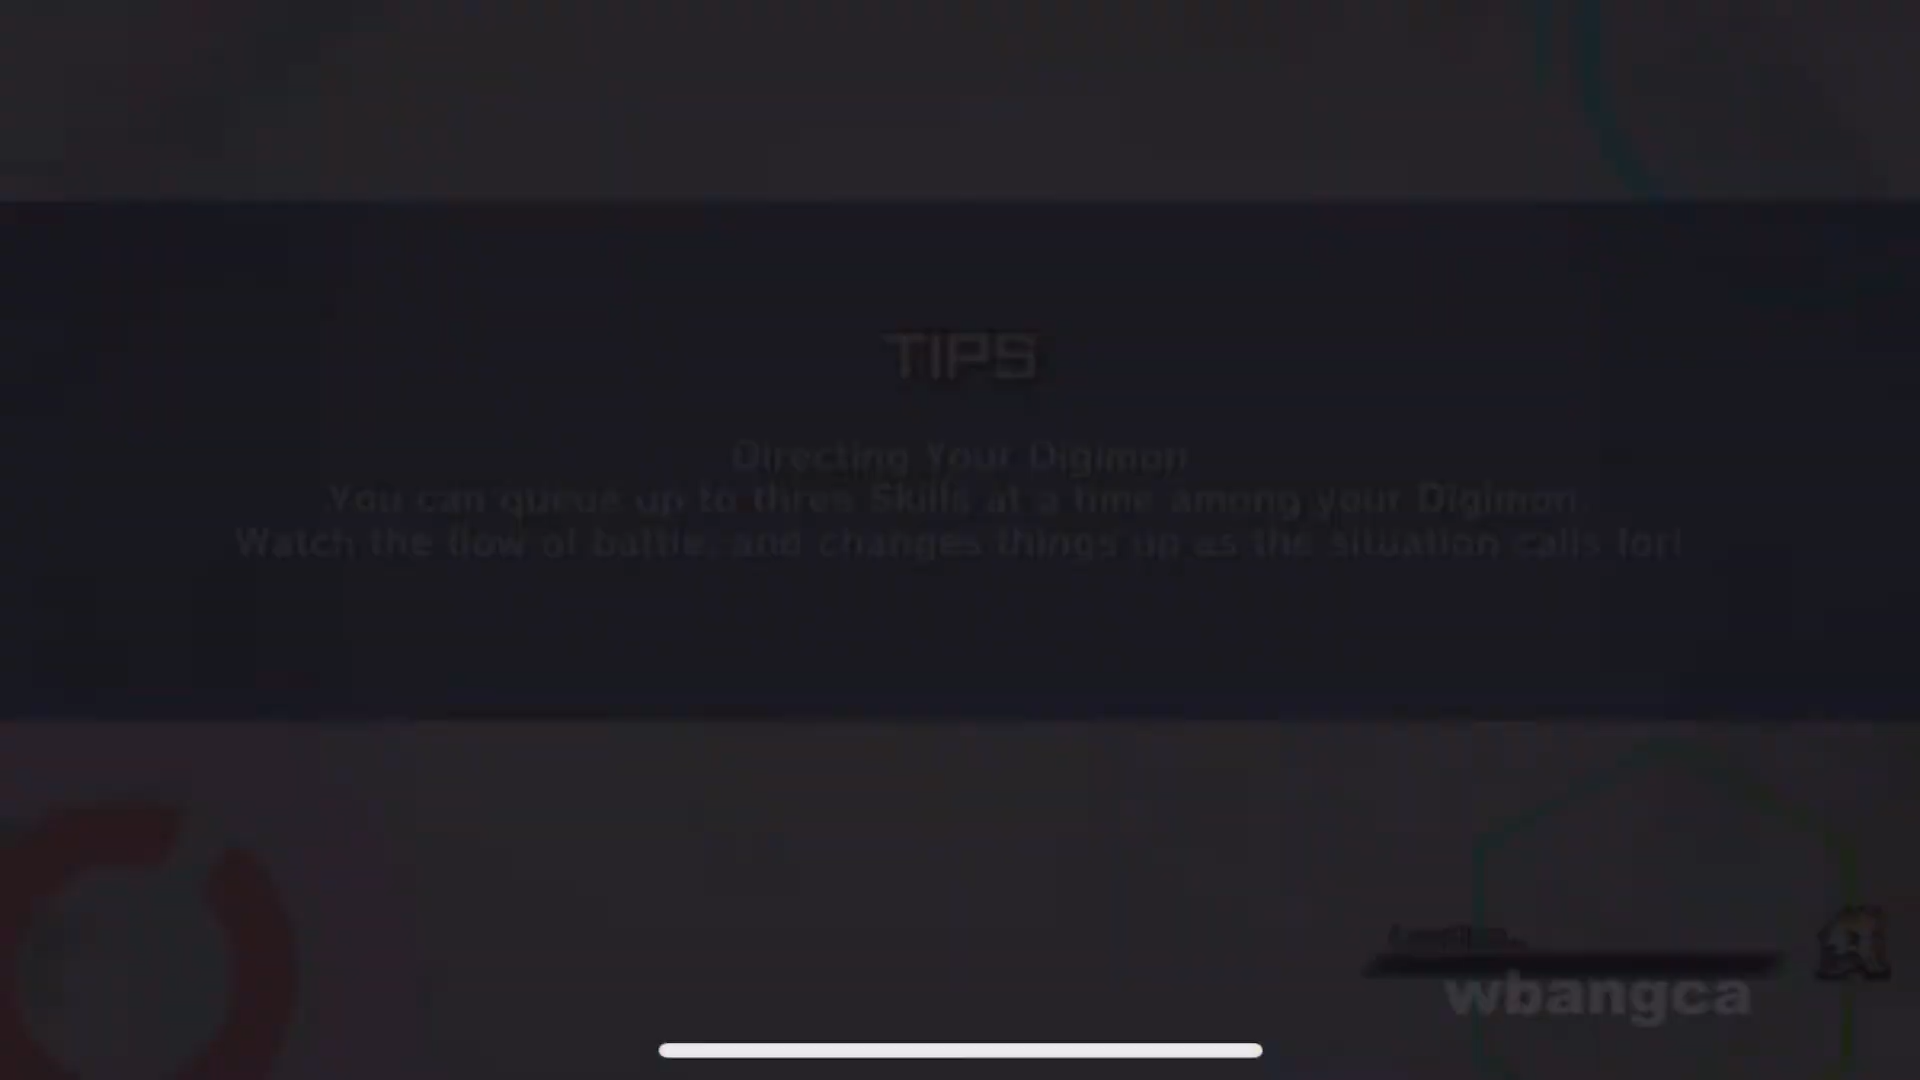 TIPS
Directing Your Digimon
You can queue up to three Skills at a time among your Digimon.
Watch the flow of battle, and changes things up as the situation calls for!
Loading...
wbangca